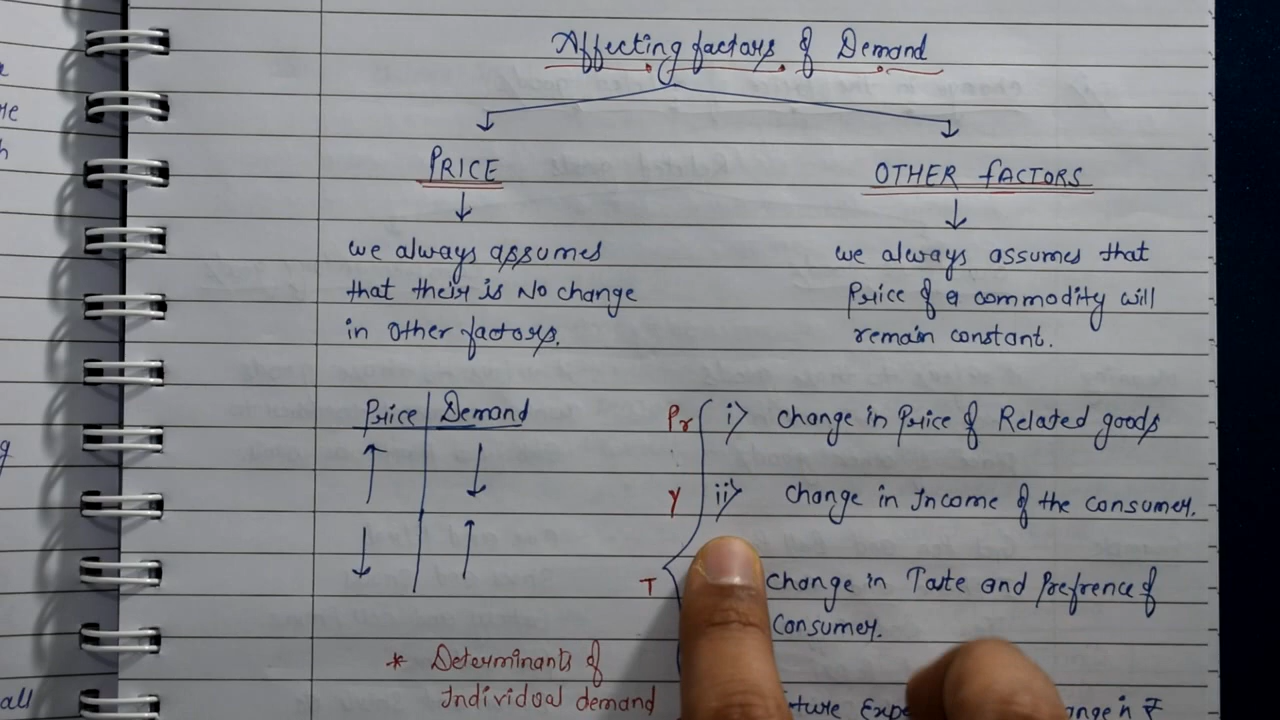 Affecting factors of Demand
PRICE
OTHER FACTORS
we always assumes
that their is No change
in Other factors.
we always assumes that
Price of a commodity will
remain constant.
Price Demand
Pr i> change in Price of Related goods
Y ii> change in Income of the consumer.
T change in Taste and Prefrence of
consumer.
* Determinants of
Individual demand
all